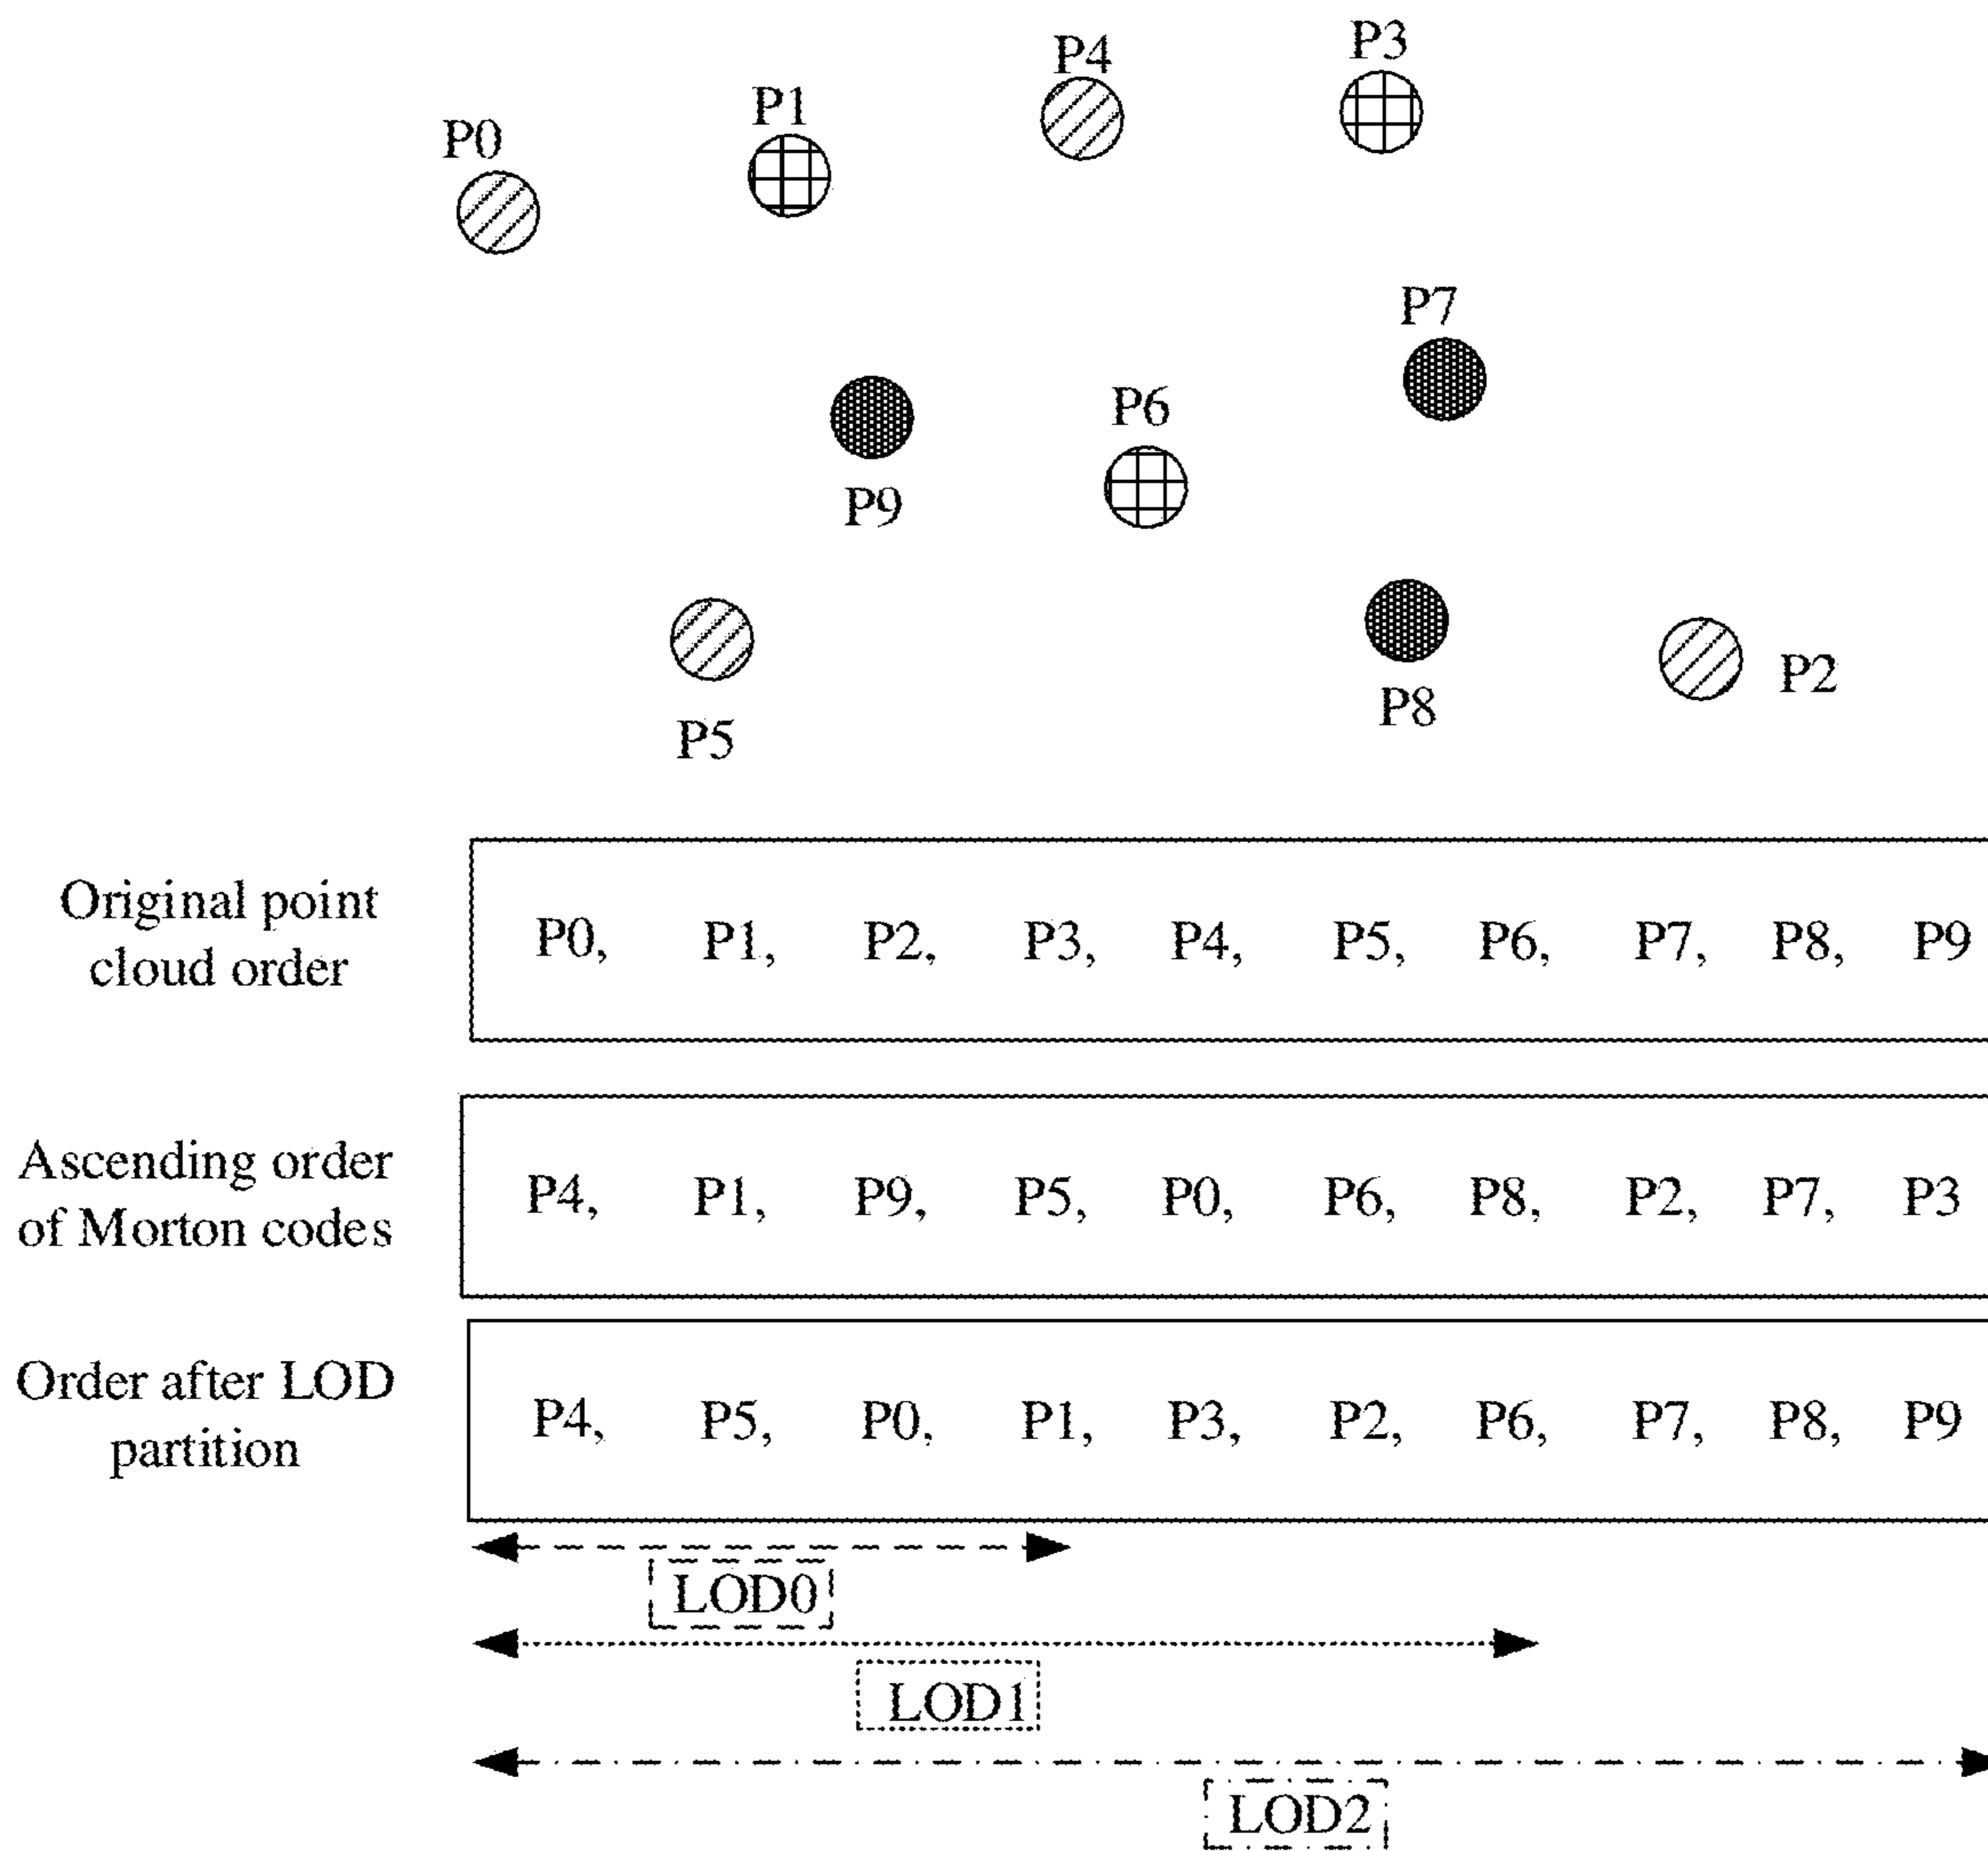 P4
P3
P1
P0
P7
P6
P9
P8
P2
P5
Original point
cloud order
P0, P1, P2, P3, P4, P5, P6, P7, P8, P9
Ascending order
of Morton codes
P4, P1, P9, P5, P0, P6, P8, P2, P7, P3
Order after LOD
partition
P4, P5, P0, P1, P3, P2, P6, P7, P8, P9
LOD0
LOD1
LOD2